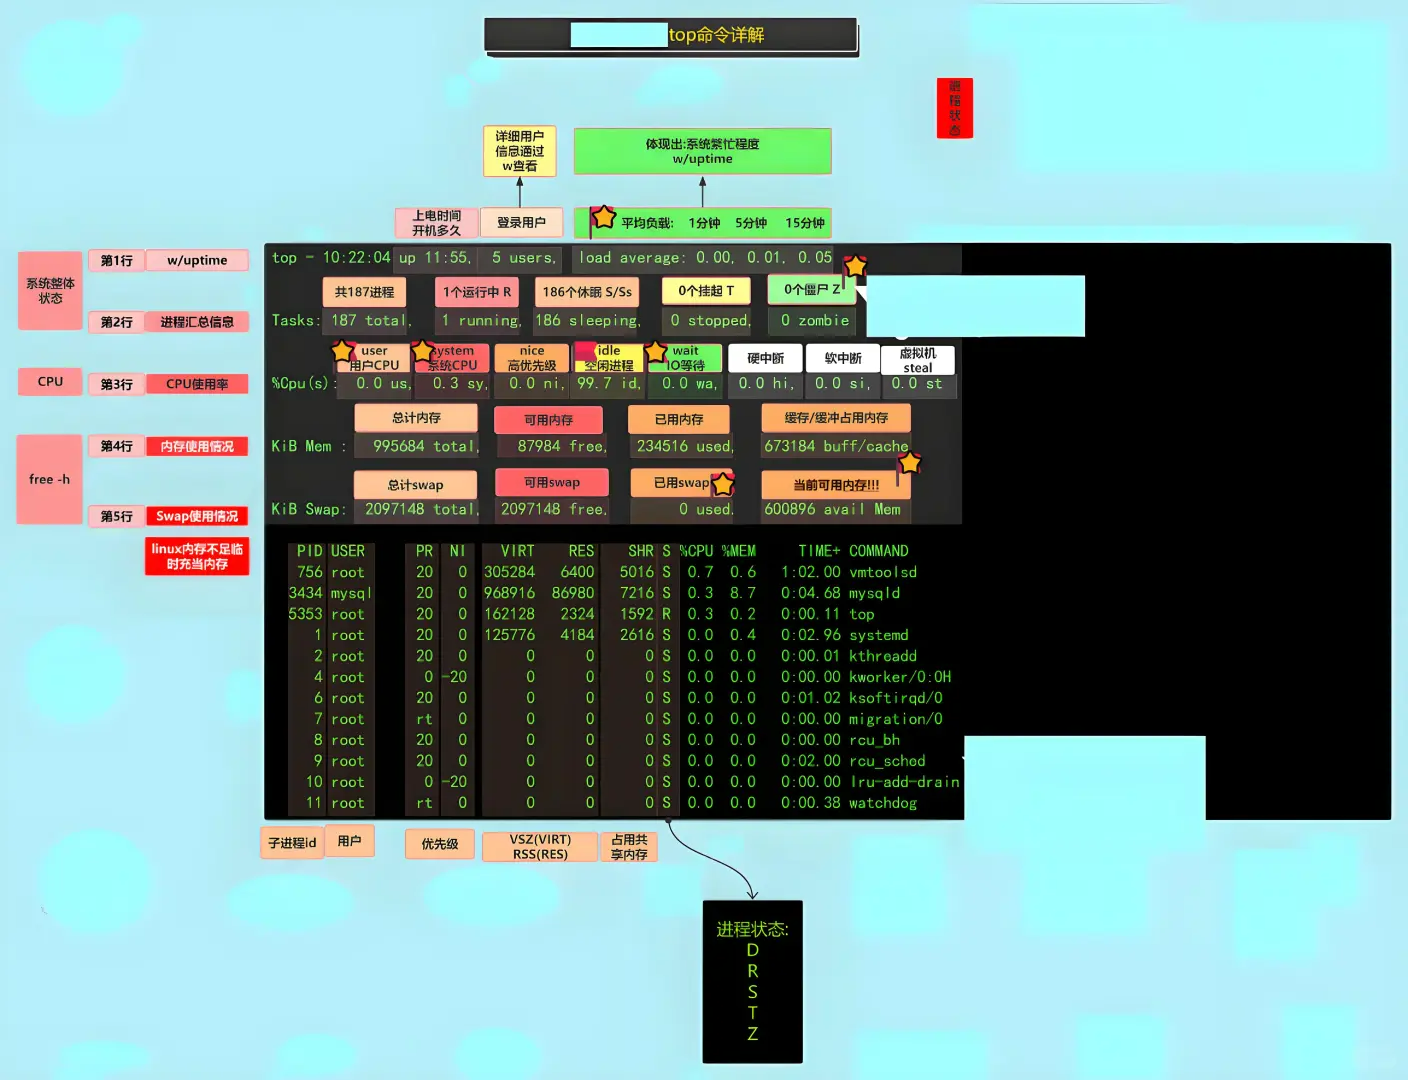 top命令详解
进程状态
详细用户
信息通过
w查看
体现出:系统繁忙程度
w/uptime
上电时间
开机多久
登录用户
平均负载: 1分钟 5分钟 15分钟
系统整体
状态
第1行 w/uptime
top - 10:22:04 up 11:55, 5 users, load average: 0.00, 0.01, 0.05
共187进程 1个运行中 R 186个休眠 S/Ss 0个挂起 T 0个僵尸 Z
第2行 进程汇总信息
Tasks: 187 total, 1 running, 186 sleeping, 0 stopped, 0 zombie
user
用户CPU
system
系统CPU
nice
高优先级
idle
空闲进程
wait
IO等待
硬中断
软中断
虚拟机
steal
CPU
第3行 CPU使用率
%Cpu(s): 0.0 us, 0.3 sy, 0.0 ni, 99.7 id, 0.0 wa, 0.0 hi, 0.0 si, 0.0 st
总计内存 可用内存 已用内存 缓存/缓冲占用内存
第4行 内存使用情况
KiB Mem : 995684 total, 87984 free, 234516 used, 673184 buff/cache
free -h
总计swap 可用swap 已用swap 当前可用内存!!!
第5行 Swap使用情况
KiB Swap: 2097148 total, 2097148 free, 0 used. 600896 avail Mem
linux内存不足临
时充当内存
PID USER PR NI VIRT RES SHR S %CPU %MEM TIME+ COMMAND
756 root 20 0 305284 6400 5016 S 0.7 0.6 1:02.00 vmtoolsd
3434 mysql 20 0 968916 86980 7216 S 0.3 8.7 0:04.68 mysqld
5353 root 20 0 162128 2324 1592 R 0.3 0.2 0:00.11 top
1 root 20 0 125776 4184 2616 S 0.0 0.4 0:02.96 systemd
2 root 20 0 0 0 0 S 0.0 0.0 0:00.01 kthreadd
4 root 0 -20 0 0 0 S 0.0 0.0 0:00.00 kworker/0:0H
6 root 20 0 0 0 0 S 0.0 0.0 0:01.02 ksoftirqd/0
7 root rt 0 0 0 0 S 0.0 0.0 0:00.00 migration/0
8 root 20 0 0 0 0 S 0.0 0.0 0:00.00 rcu_bh
9 root 20 0 0 0 0 S 0.0 0.0 0:02.00 rcu_sched
10 root 0 -20 0 0 0 S 0.0 0.0 0:00.00 lru-add-drain
11 root rt 0 0 0 0 S 0.0 0.0 0:00.38 watchdog
子进程id
用户
优先级
VSZ(VIRT)
RSS(RES)
占用共
享内存
进程状态:
D
R
S
T
Z